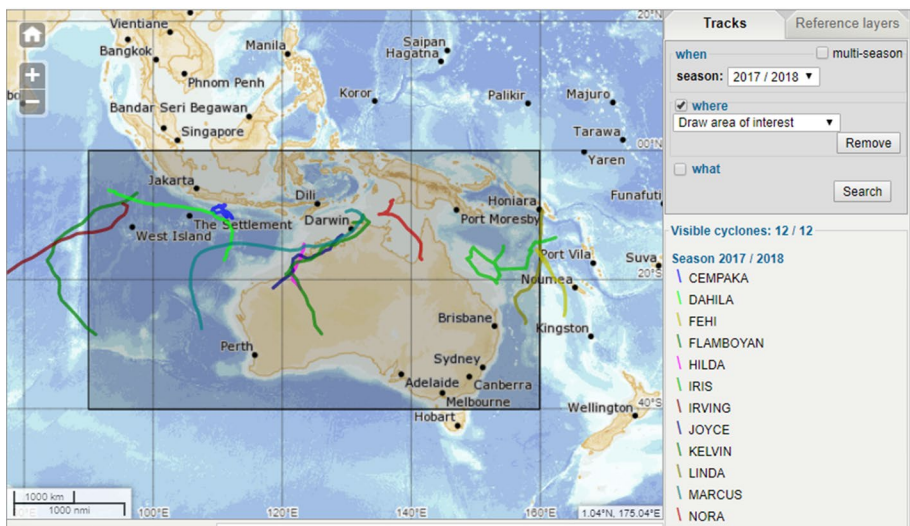 Vientiane
Bangkok
Manila
Saipan
Hagatna
Phnom Penh
Koror
Palikir
Majuro
Bandar Seri Begawan
Singapore
Tarawa
Yaren
Jakarta
Dili
Honiara
Funafuti
The Settlement
West Island
Darwin
Port Moresby
Port Vila
Suva
Noumea
Brisbane
Kingston
Perth
Sydney
Adelaide
Canberra
Melbourne
Hobart
Wellington
20°N
00°N
20°S
40°S
100°E
120°E
140°E
160°E
1000 km
1000 nmi
1.04°N, 175.04°E
Tracks
Reference layers
when
multi-season
season: 2017 / 2018
where
Draw area of interest
Remove
what
Search
Visible cyclones: 12 / 12
Season 2017 / 2018
CEMPAKA
DAHILA
FEHI
FLAMBOYAN
HILDA
IRIS
IRVING
JOYCE
KELVIN
LINDA
MARCUS
NORA